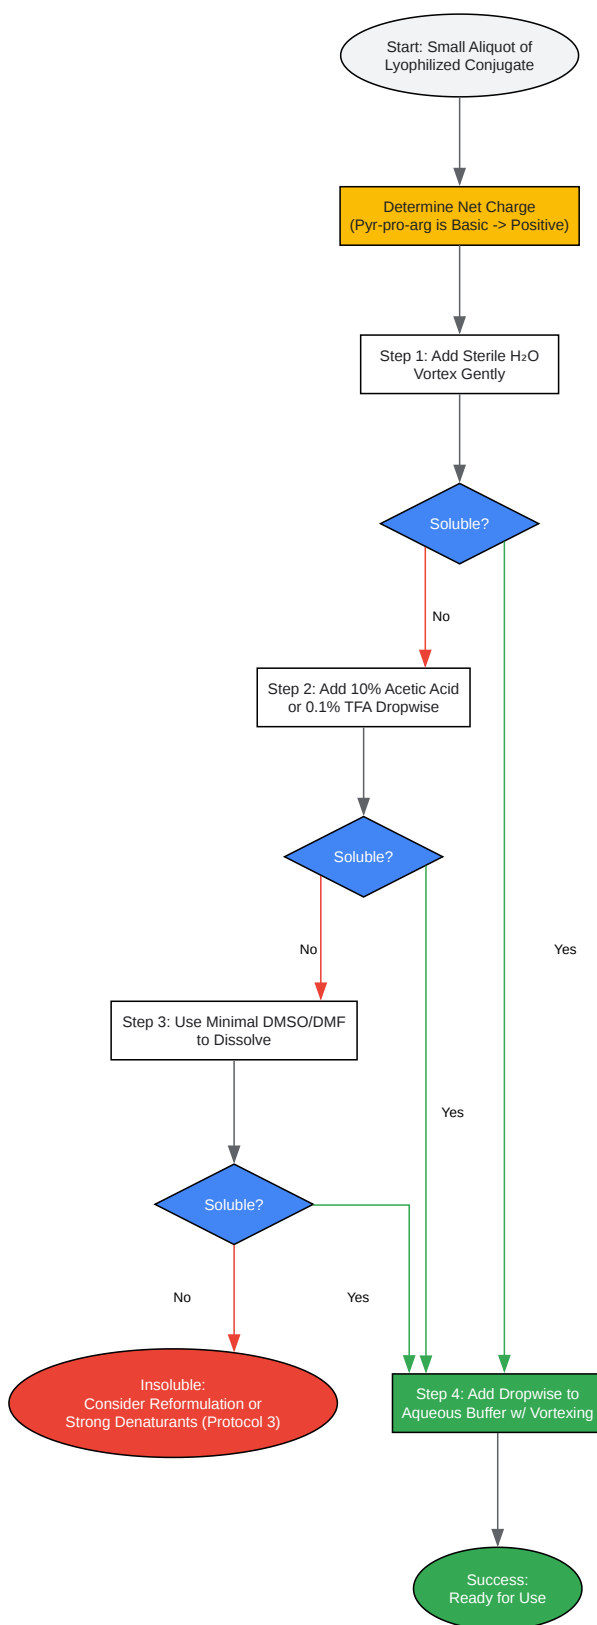 Start: Small Aliquot of
Lyophilized Conjugate
Determine Net Charge
(Pyr-pro-arg is Basic -> Positive)
Step 1: Add Sterile H₂O
Vortex Gently
Soluble?
No
Step 2: Add 10% Acetic Acid
or 0.1% TFA Dropwise
Soluble?
No
Yes
Step 3: Use Minimal DMSO/DMF
to Dissolve
Yes
Soluble?
No
Yes
Insoluble:
Consider Reformulation or
Strong Denaturants (Protocol 3)
Step 4: Add Dropwise to
Aqueous Buffer w/ Vortexing
Success:
Ready for Use